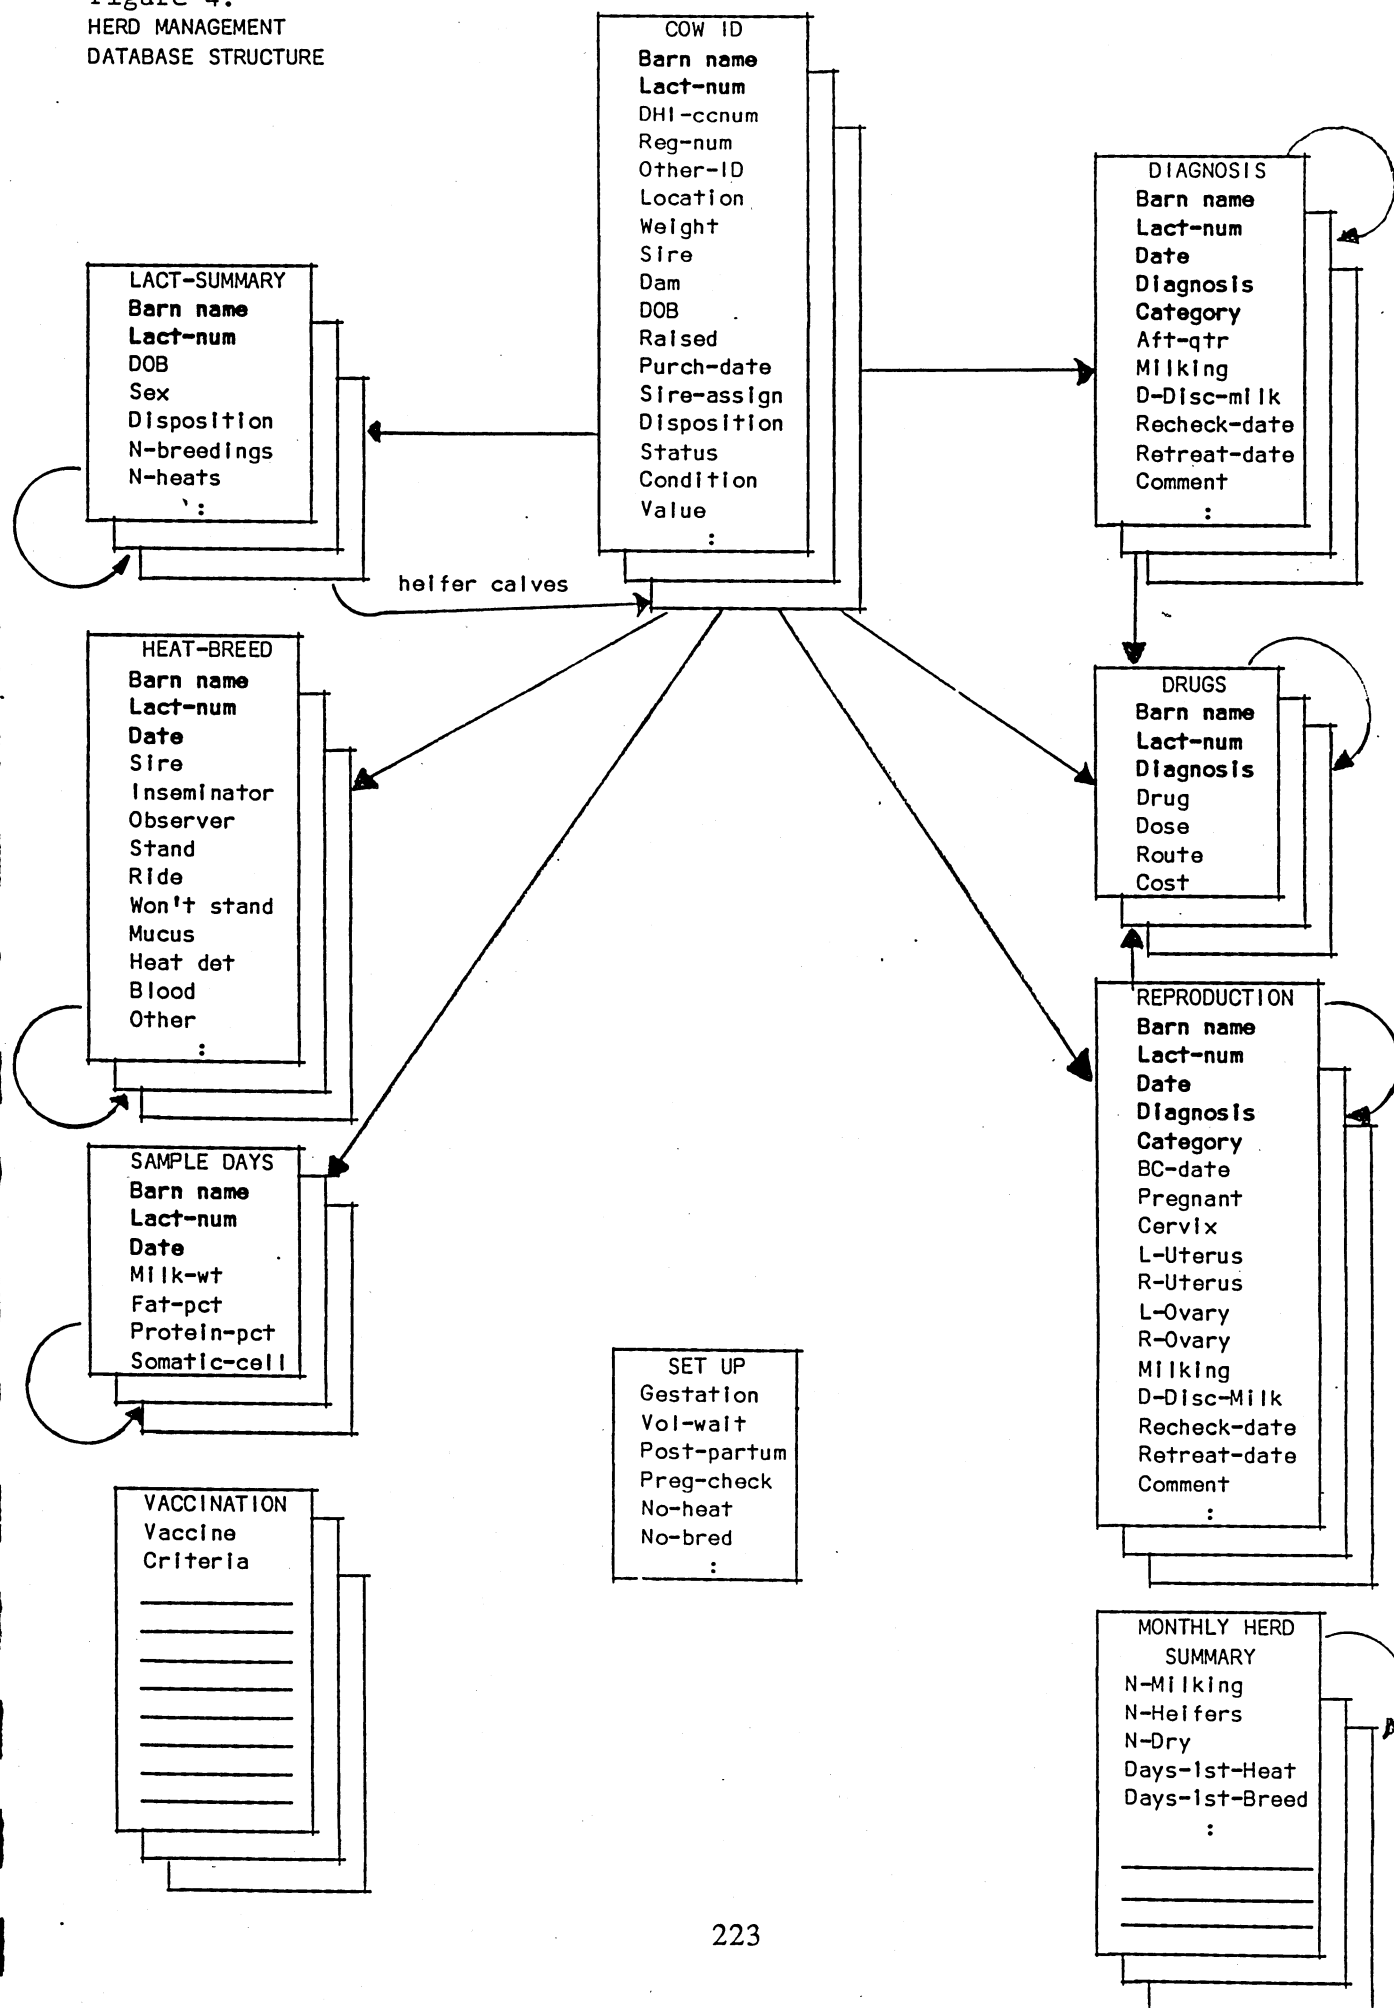 Figure 4.
HERD MANAGEMENT
DATABASE STRUCTURE
COW ID
Barn name
Lact-num
DHI-ccnum
Reg-num
Other-ID
Location
Weight
Sire
Dam
DOB
Raised
Purch-date
Sire-assign
Disposition
Status
Condition
Value
:
DIAGNOSIS
Barn name
Lact-num
Date
Diagnosis
Category
Aft-qtr
Milking
D-Disc-milk
Recheck-date
Retreat-date
Comment
:
LACT-SUMMARY
Barn name
Lact-num
DOB
Sex
Disposition
N-breedings
N-heats
:
heifer calves
HEAT-BREED
Barn name
Lact-num
Date
Sire
Inseminator
Observer
Stand
Ride
Won't stand
Mucus
Heat det
Blood
Other
:
DRUGS
Barn name
Lact-num
Diagnosis
Drug
Dose
Route
Cost
REPRODUCTION
Barn name
Lact-num
Date
Diagnosis
Category
BC-date
Pregnant
Cervix
L-Uterus
R-Uterus
L-Ovary
R-Ovary
Milking
D-Disc-Milk
Recheck-date
Retreat-date
Comment
:
SAMPLE DAYS
Barn name
Lact-num
Date
Milk-wt
Fat-pct
Protein-pct
Somatic-cell
SET UP
Gestation
Vol-wait
Post-partum
Preg-check
No-heat
No-bred
:
VACCINATION
Vaccine
Criteria
MONTHLY HERD
SUMMARY
N-Milking
N-Heifers
N-Dry
Days-1st-Heat
Days-1st-Breed
:
223